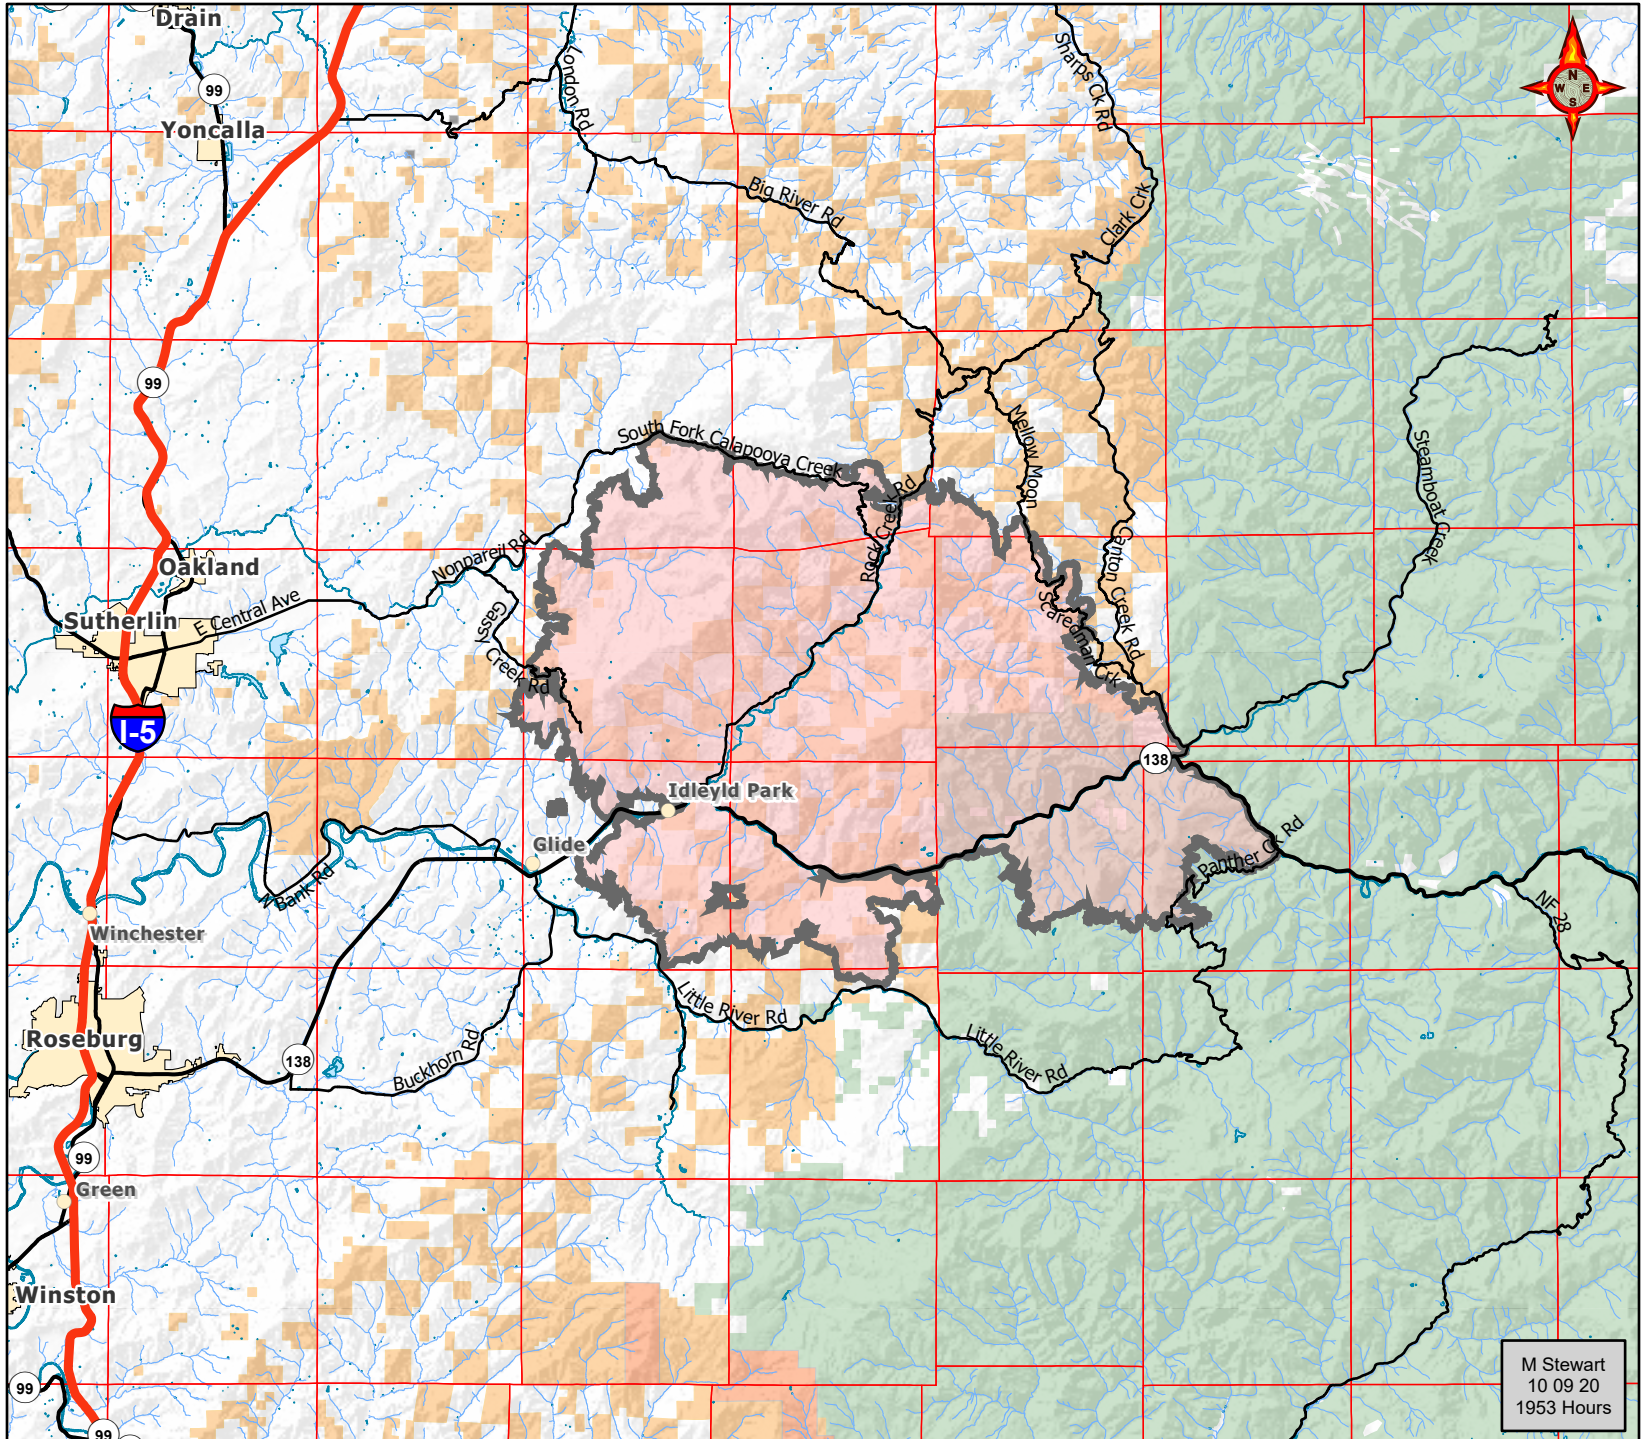 Drain
99
Yoncalla
London Rd
Sharps Ck Rd
N
W E
S
Big River Rd
Clark Crk
99
South Fork Calapooya Creek
Mellow Moon
Steamboat Creek
Rock Creek Rd
Nonpareil Rd
Canton Creek Rd
Oakland
E Central Ave
Sutherlin
Gassi
Creek Rd
Scaredman Crk
I-5
138
Idleyld Park
Glide
Panther Ck Rd
N Bank Rd
NF 28
Winchester
Little River Rd
Little River Rd
Roseburg
138
Buckhorn Rd
99
Green
Winston
99
99
M Stewart
10 09 20
1953 Hours